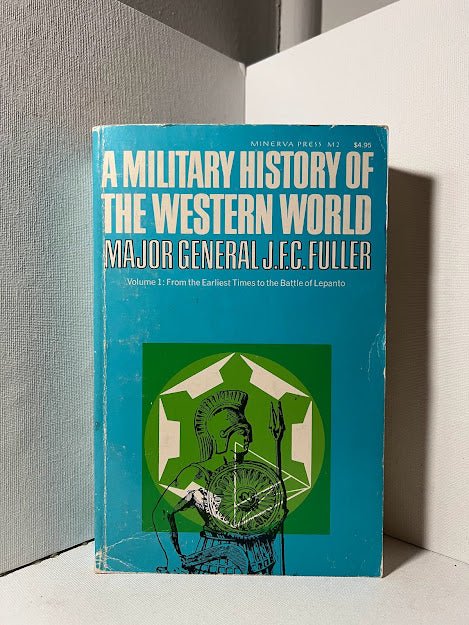 MINERVA PRESS M2 $4.95
A MILITARY HISTORY OF
THE WESTERN WORLD
MAJOR GENERAL J.F.C. FULLER
Volume 1: From the Earliest Times to the Battle of Lepanto